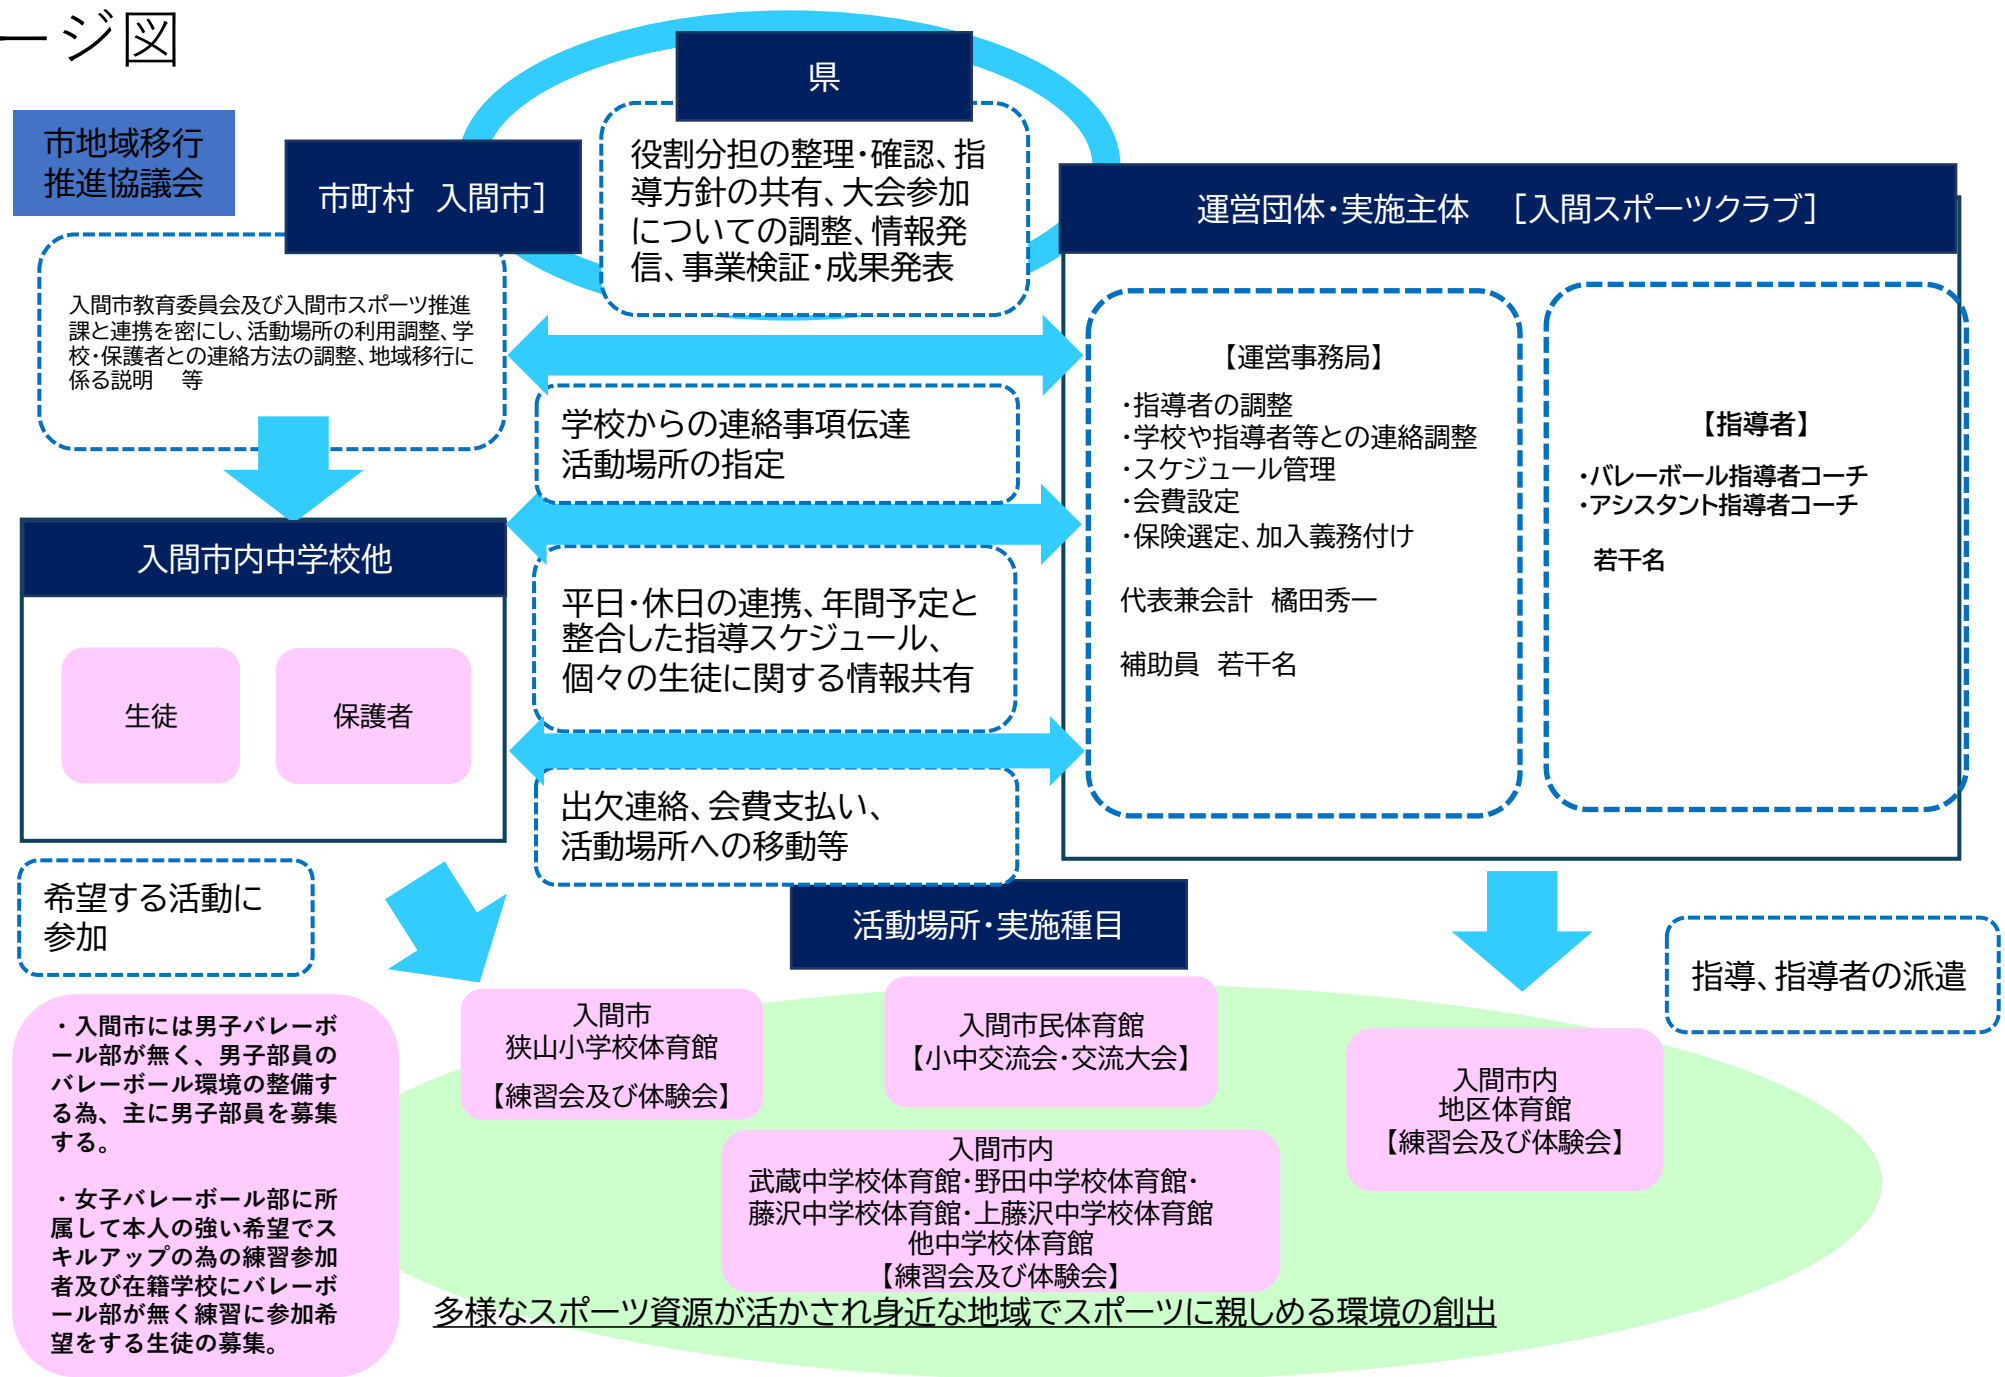 ージ図
県
市地域移行
推進協議会
市町村　入間市］
役割分担の整理・確認、指
導方針の共有、大会参加
についての調整、情報発
信、事業検証・成果発表
運営団体・実施主体　［入間スポーツクラブ］
入間市教育委員会及び入間市スポーツ推進
課と連携を密にし、活動場所の利用調整、学
校・保護者との連絡方法の調整、地域移行に
係る説明　等
学校からの連絡事項伝達
活動場所の指定
【運営事務局】
・指導者の調整
・学校や指導者等との連絡調整
・スケジュール管理
・会費設定
・保険選定、加入義務付け
代表兼会計　橘田秀一
補助員　若干名
【指導者】
・バレーボール指導者コーチ
・アシスタント指導者コーチ
若干名
入間市内中学校他
生徒
保護者
平日・休日の連携、年間予定と
整合した指導スケジュール、
個々の生徒に関する情報共有
出欠連絡、会費支払い、
活動場所への移動等
希望する活動に
参加
活動場所・実施種目
指導、指導者の派遣
・入間市には男子バレーボ
ール部が無く、男子部員の
バレーボール環境の整備す
る為、主に男子部員を募集
する。
・女子バレーボール部に所
属して本人の強い希望でス
キルアップの為の練習参加
者及び在籍学校にバレーボ
ール部が無く練習に参加希
望をする生徒の募集。
入間市
狭山小学校体育館
【練習会及び体験会】
入間市民体育館
【小中交流会・交流大会】
入間市内
地区体育館
【練習会及び体験会】
入間市内
武蔵中学校体育館・野田中学校体育館・
藤沢中学校体育館・上藤沢中学校体育館
他中学校体育館
【練習会及び体験会】
多様なスポーツ資源が活かされ身近な地域でスポーツに親しめる環境の創出